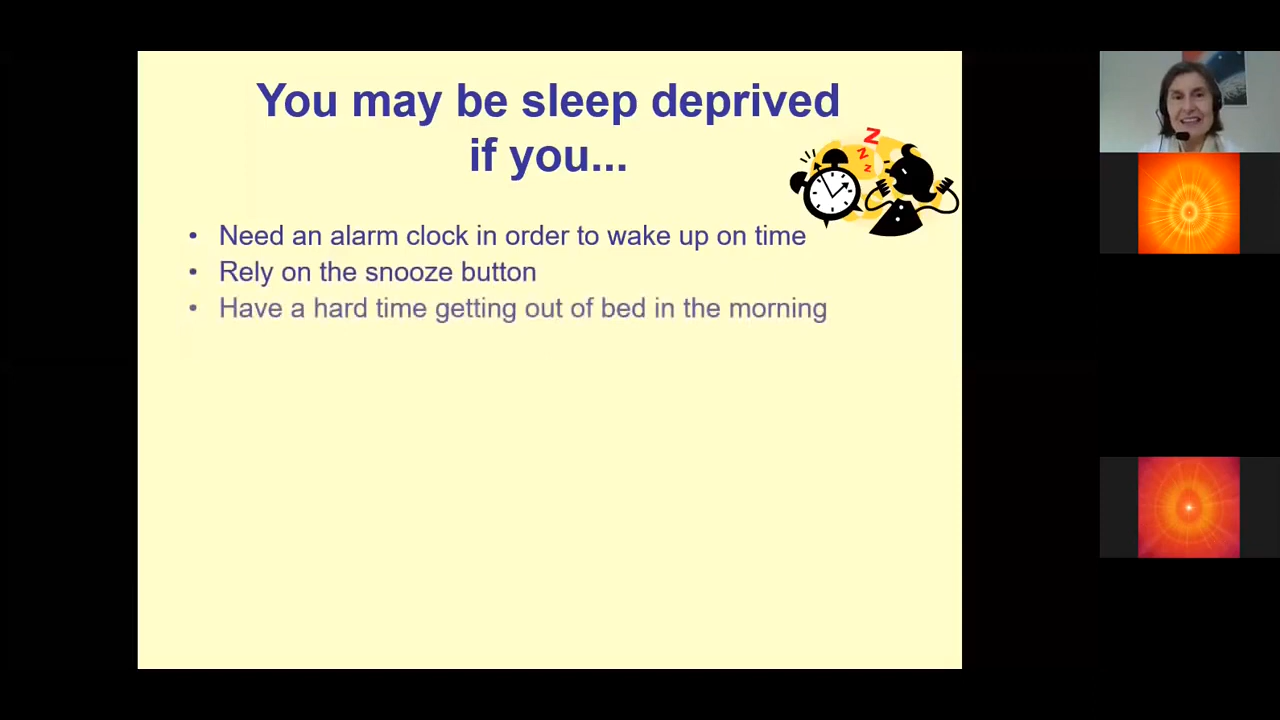 You may be sleep deprived
if you...
z
z
z
• Need an alarm clock in order to wake up on time
• Rely on the snooze button
• Have a hard time getting out of bed in the morning